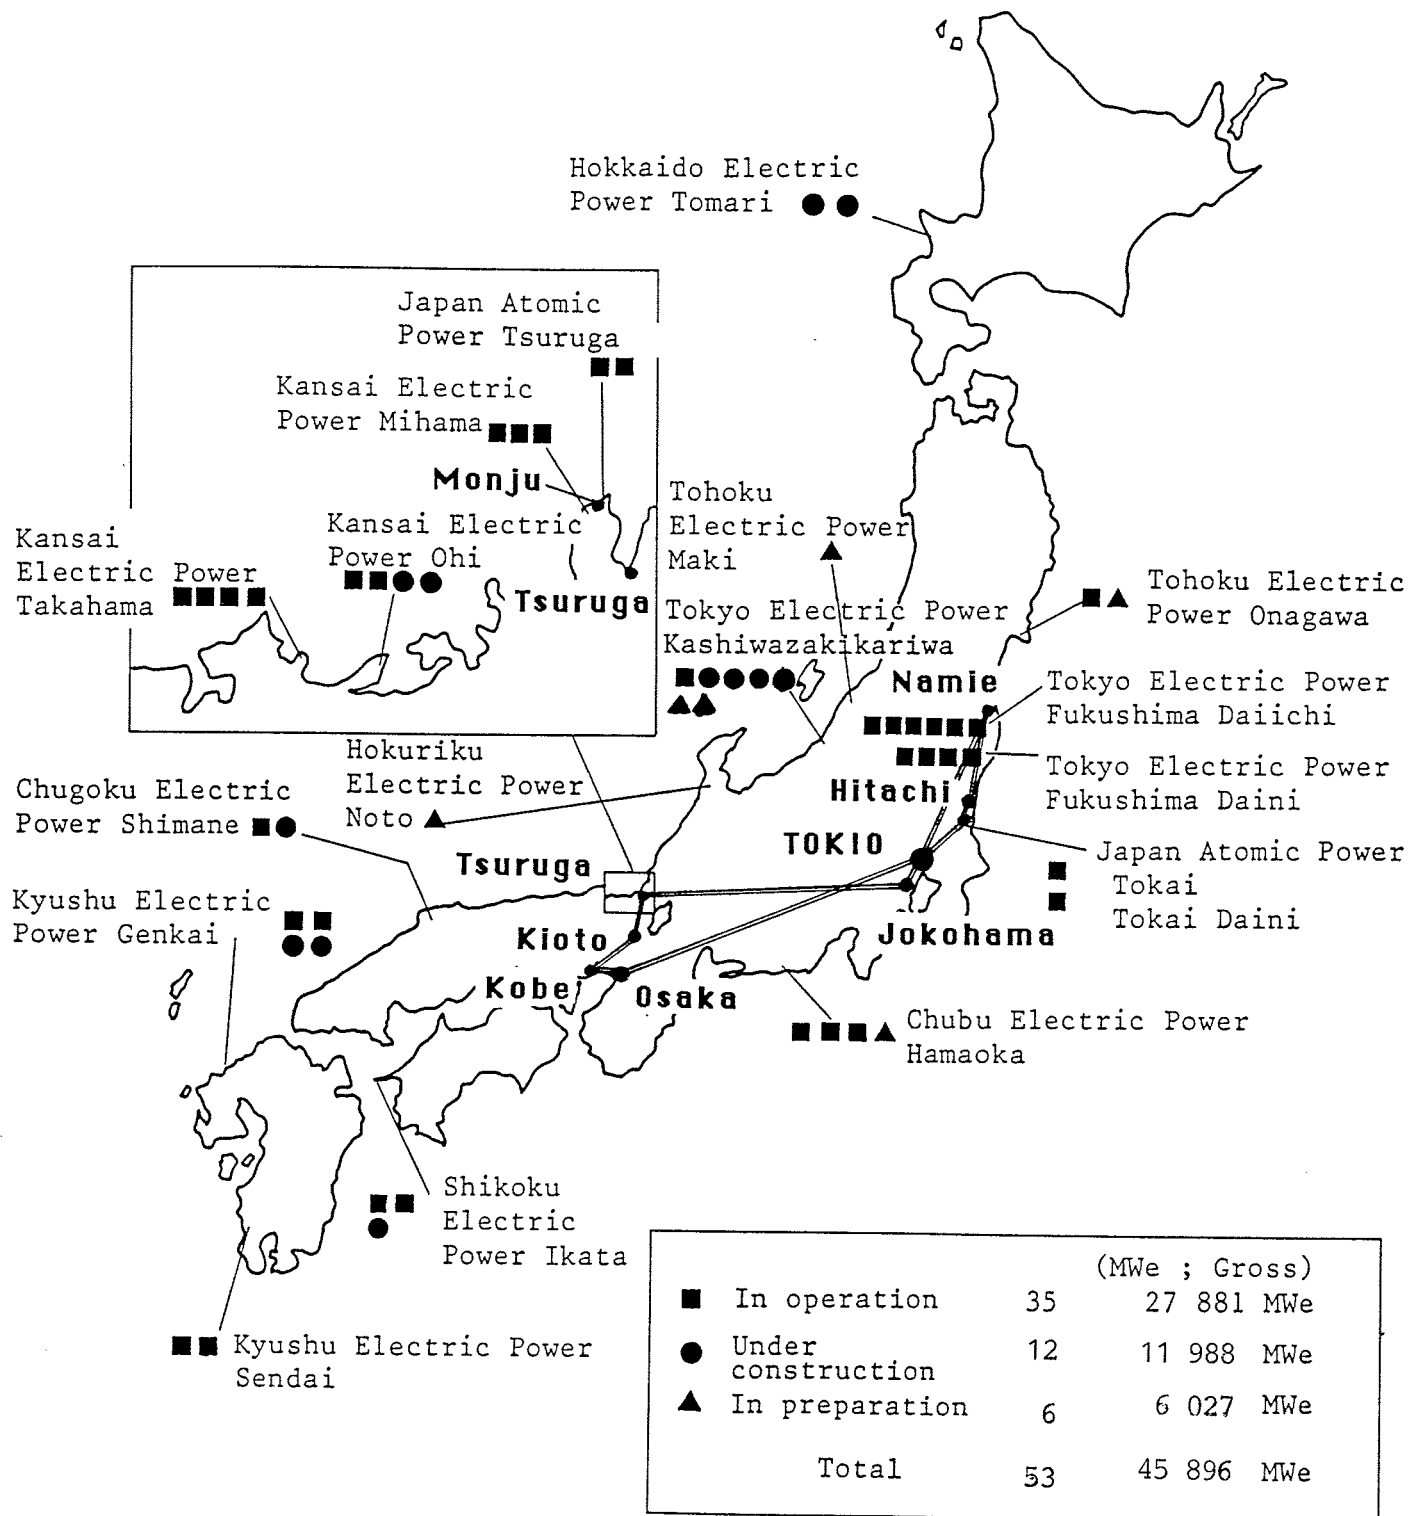 Hokkaido Electric
Power Tomari
Japan Atomic
Power Tsuruga
Kansai Electric
Power Mihama
Monju
Kansai Electric
Power Ohi
Tsuruga
Kansai
Electric Power
Takahama
Tohoku
Electric Power
Maki
Tokyo Electric Power
Kashiwazakikariwa
Tohoku Electric
Power Onagawa
Namie
Tokyo Electric Power
Fukushima Daiichi
Tokyo Electric Power
Fukushima Daini
Hitachi
Hokuriku
Electric Power
Noto
Chugoku Electric
Power Shimane
TOKIO
Japan Atomic Power
Tokai
Tokai Daini
Tsuruga
Kyushu Electric
Power Genkai
Kioto
Jokohama
Kobe
Osaka
Chubu Electric Power
Hamaoka
Shikoku
Electric
Power Ikata
Kyushu Electric Power
Sendai
(MWe ; Gross)
In operation 35 27 881 MWe
Under
construction 12 11 988 MWe
In preparation 6 6 027 MWe
Total 53 45 896 MWe